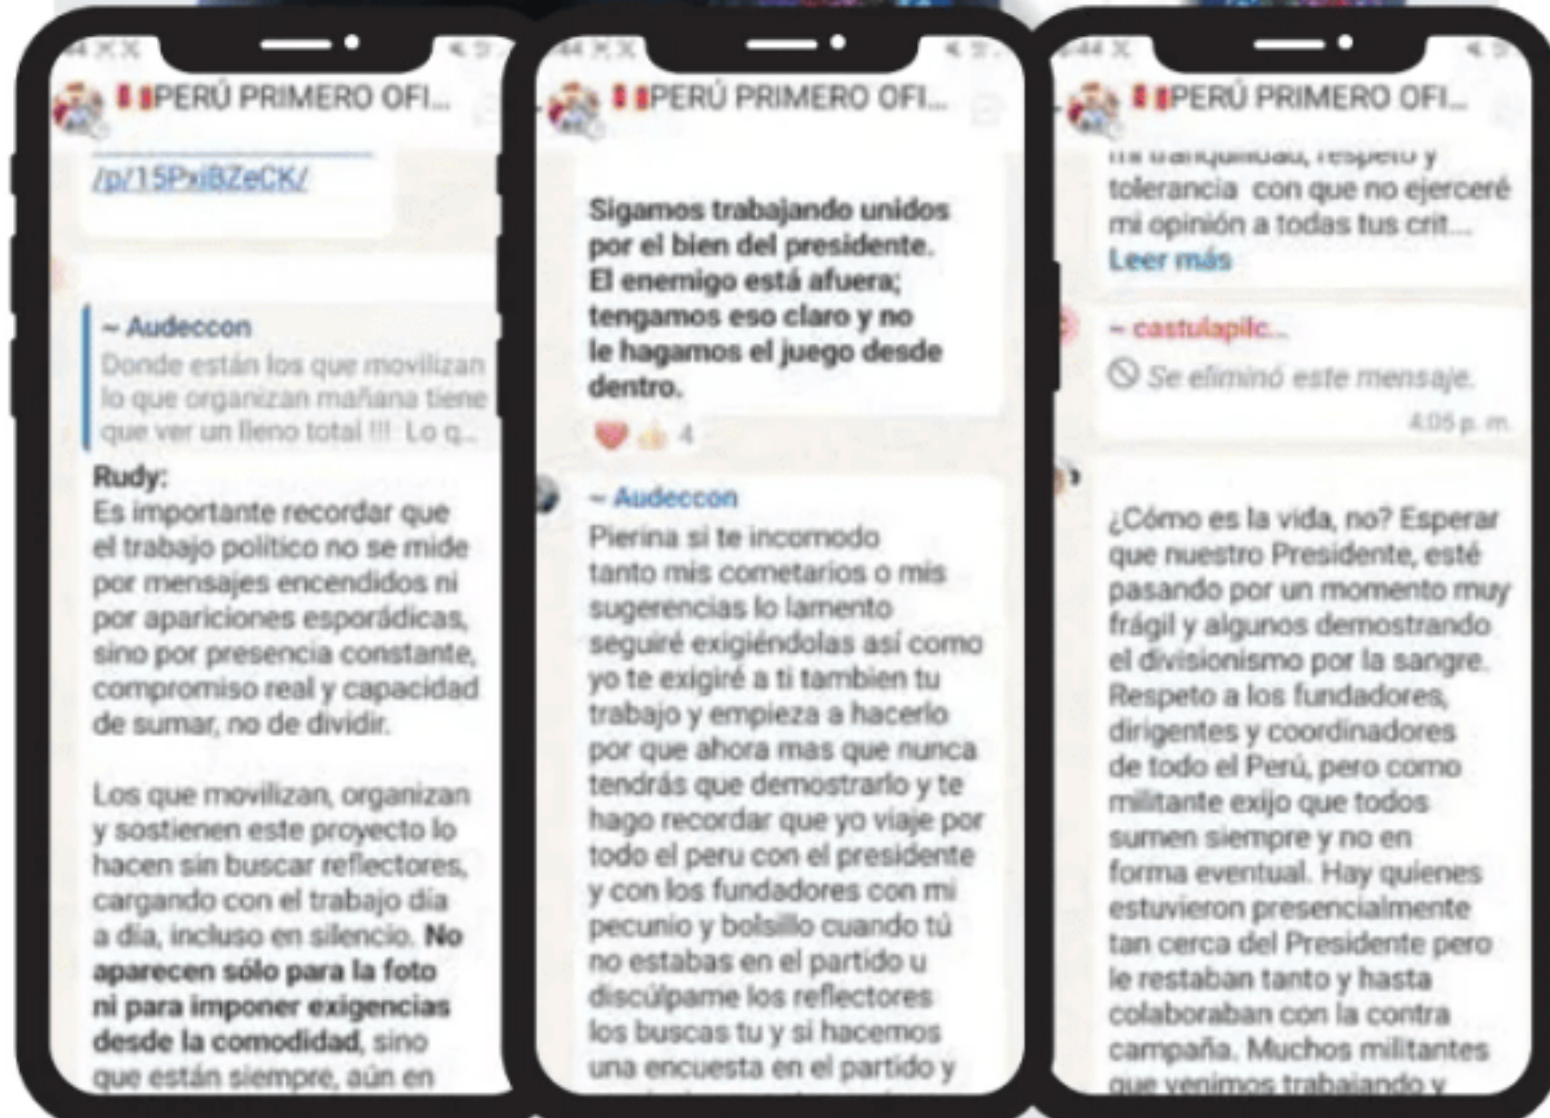 PERÚ PRIMERO OFI...
/p/15PxiBZeCK/
~ Audeccon
Donde están los que movilizan
lo que organizan mañana tiene
que ver un lleno total !!! Lo q...
Rudy:
Es importante recordar que
el trabajo político no se mide
por mensajes encendidos ni
por apariciones esporádicas,
sino por presencia constante,
compromiso real y capacidad
de sumar, no de dividir.
Los que movilizan, organizan
y sostienen este proyecto lo
hacen sin buscar reflectores,
cargando con el trabajo día
a día, incluso en silencio. No
aparecen sólo para la foto
ni para imponer exigencias
desde la comodidad, sino
que están siempre, aún en
PERÚ PRIMERO OFI...
Sigamos trabajando unidos
por el bien del presidente.
El enemigo está afuera;
tengamos eso claro y no
le hagamos el juego desde
dentro.
4
~ Audeccon
Pierina si te incomodo
tanto mis cometarios o mis
sugerencias lo lamento
seguiré exigiéndolas así como
yo te exigiré a ti tambien tu
trabajo y empieza a hacerlo
por que ahora mas que nunca
tendrás que demostrarlo y te
hago recordar que yo viaje por
todo el peru con el presidente
y con los fundadores con mi
pecunio y bolsillo cuando tú
no estabas en el partido u
discúlpame los reflectores
los buscas tu y si hacemos
una encuesta en el partido y
44
PERÚ PRIMERO OFI...
mi tranquilidad, respeto y
tolerancia con que no ejerceré
mi opinión a todas tus crit...
Leer más
~ castulapilc...
Se eliminó este mensaje.
4:05 p. m.
¿Cómo es la vida, no? Esperar
que nuestro Presidente, esté
pasando por un momento muy
frágil y algunos demostrando
el divisionismo por la sangre.
Respeto a los fundadores,
dirigentes y coordinadores
de todo el Perú, pero como
militante exijo que todos
sumen siempre y no en
forma eventual. Hay quienes
estuvieron presencialmente
tan cerca del Presidente pero
le restaban tanto y hasta
colaboraban con la contra
campaña. Muchos militantes
que venimos trabajando y